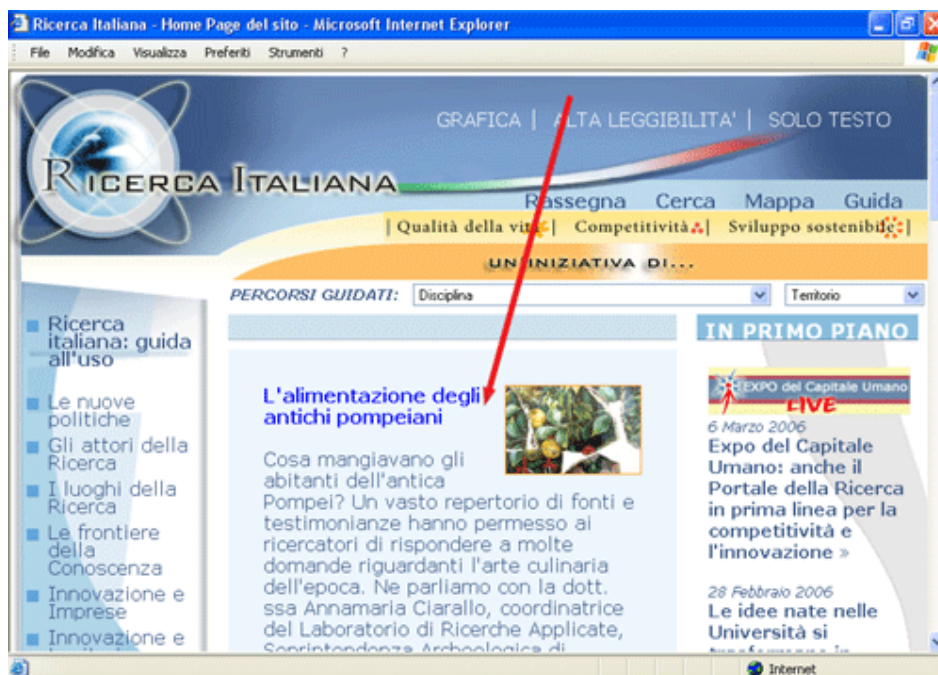 Ricerca Italiana - Home Page del sito - Microsoft Internet Explorer
File Modifica Visualizza Preferiti Strumenti ?
GRAFICA | ALTA LEGGIBILITA' | SOLO TESTO
RICERCA ITALIANA
Rassegna Cerca Mappa Guida
| Qualità della vita | Competitività | Sviluppo sostenibile |
UN'INIZIATIVA DI...
PERCORSI GUIDATI: Disciplina Territorio
Ricerca
italiana: guida
all'uso
Le nuove
politiche
Gli attori della
Ricerca
I luoghi della
Ricerca
Le frontiere
della
Conoscenza
Innovazione e
Imprese
Innovazione e
L'alimentazione degli
antichi pompeiani
Cosa mangiavano gli
abitanti dell'antica
Pompei? Un vasto repertorio di fonti e
testimonianze hanno permesso ai
ricercatori di rispondere a molte
domande riguardanti l'arte culinaria
dell'epoca. Ne parliamo con la dott.
ssa Annamaria Ciarallo, coordinatrice
del Laboratorio di Ricerche Applicate,
Soprintendenza Archeologica di
IN PRIMO PIANO
EXPO del Capitale Umano
LIVE
6 Marzo 2006
Expo del Capitale
Umano: anche il
Portale della Ricerca
in prima linea per la
competitività e
l'innovazione »
28 Febbraio 2006
Le idee nate nelle
Università si
trasformano in
Internet